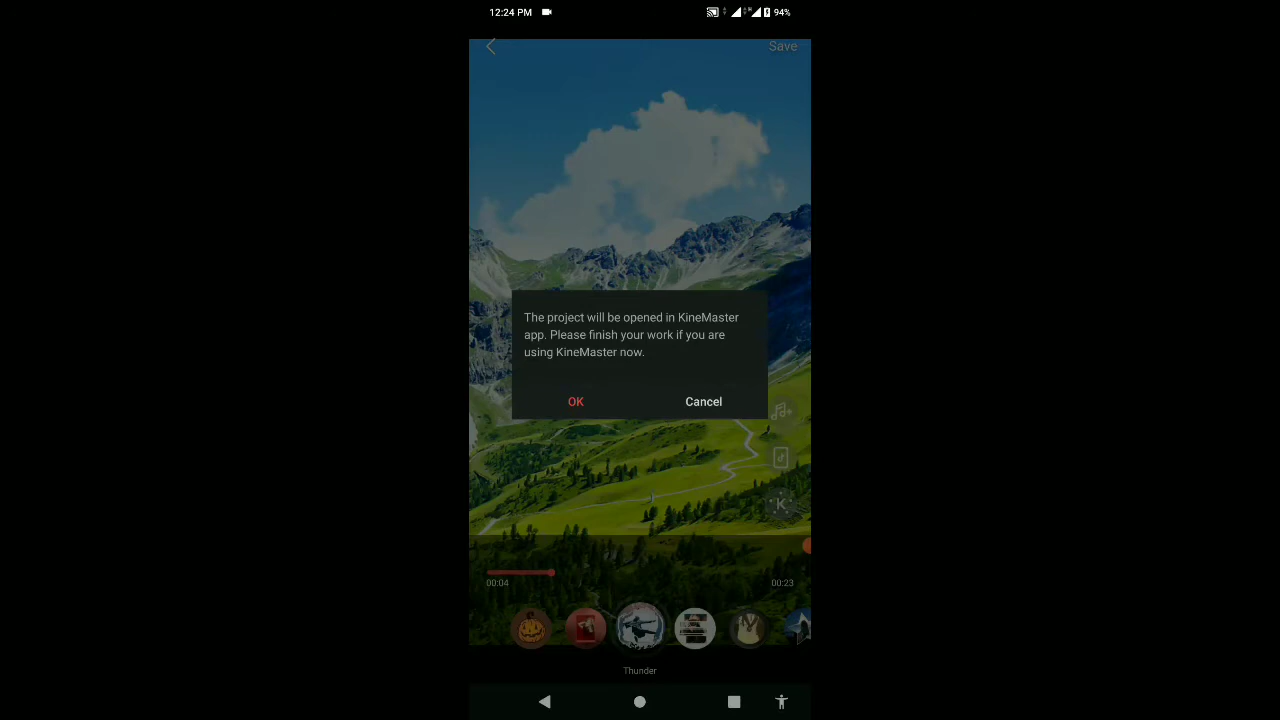 12:24 PM
94%
Save
The project will be opened in KineMaster
app. Please finish your work if you are
using KineMaster now.
OK
Cancel
K
00:04
00:23
Thunder